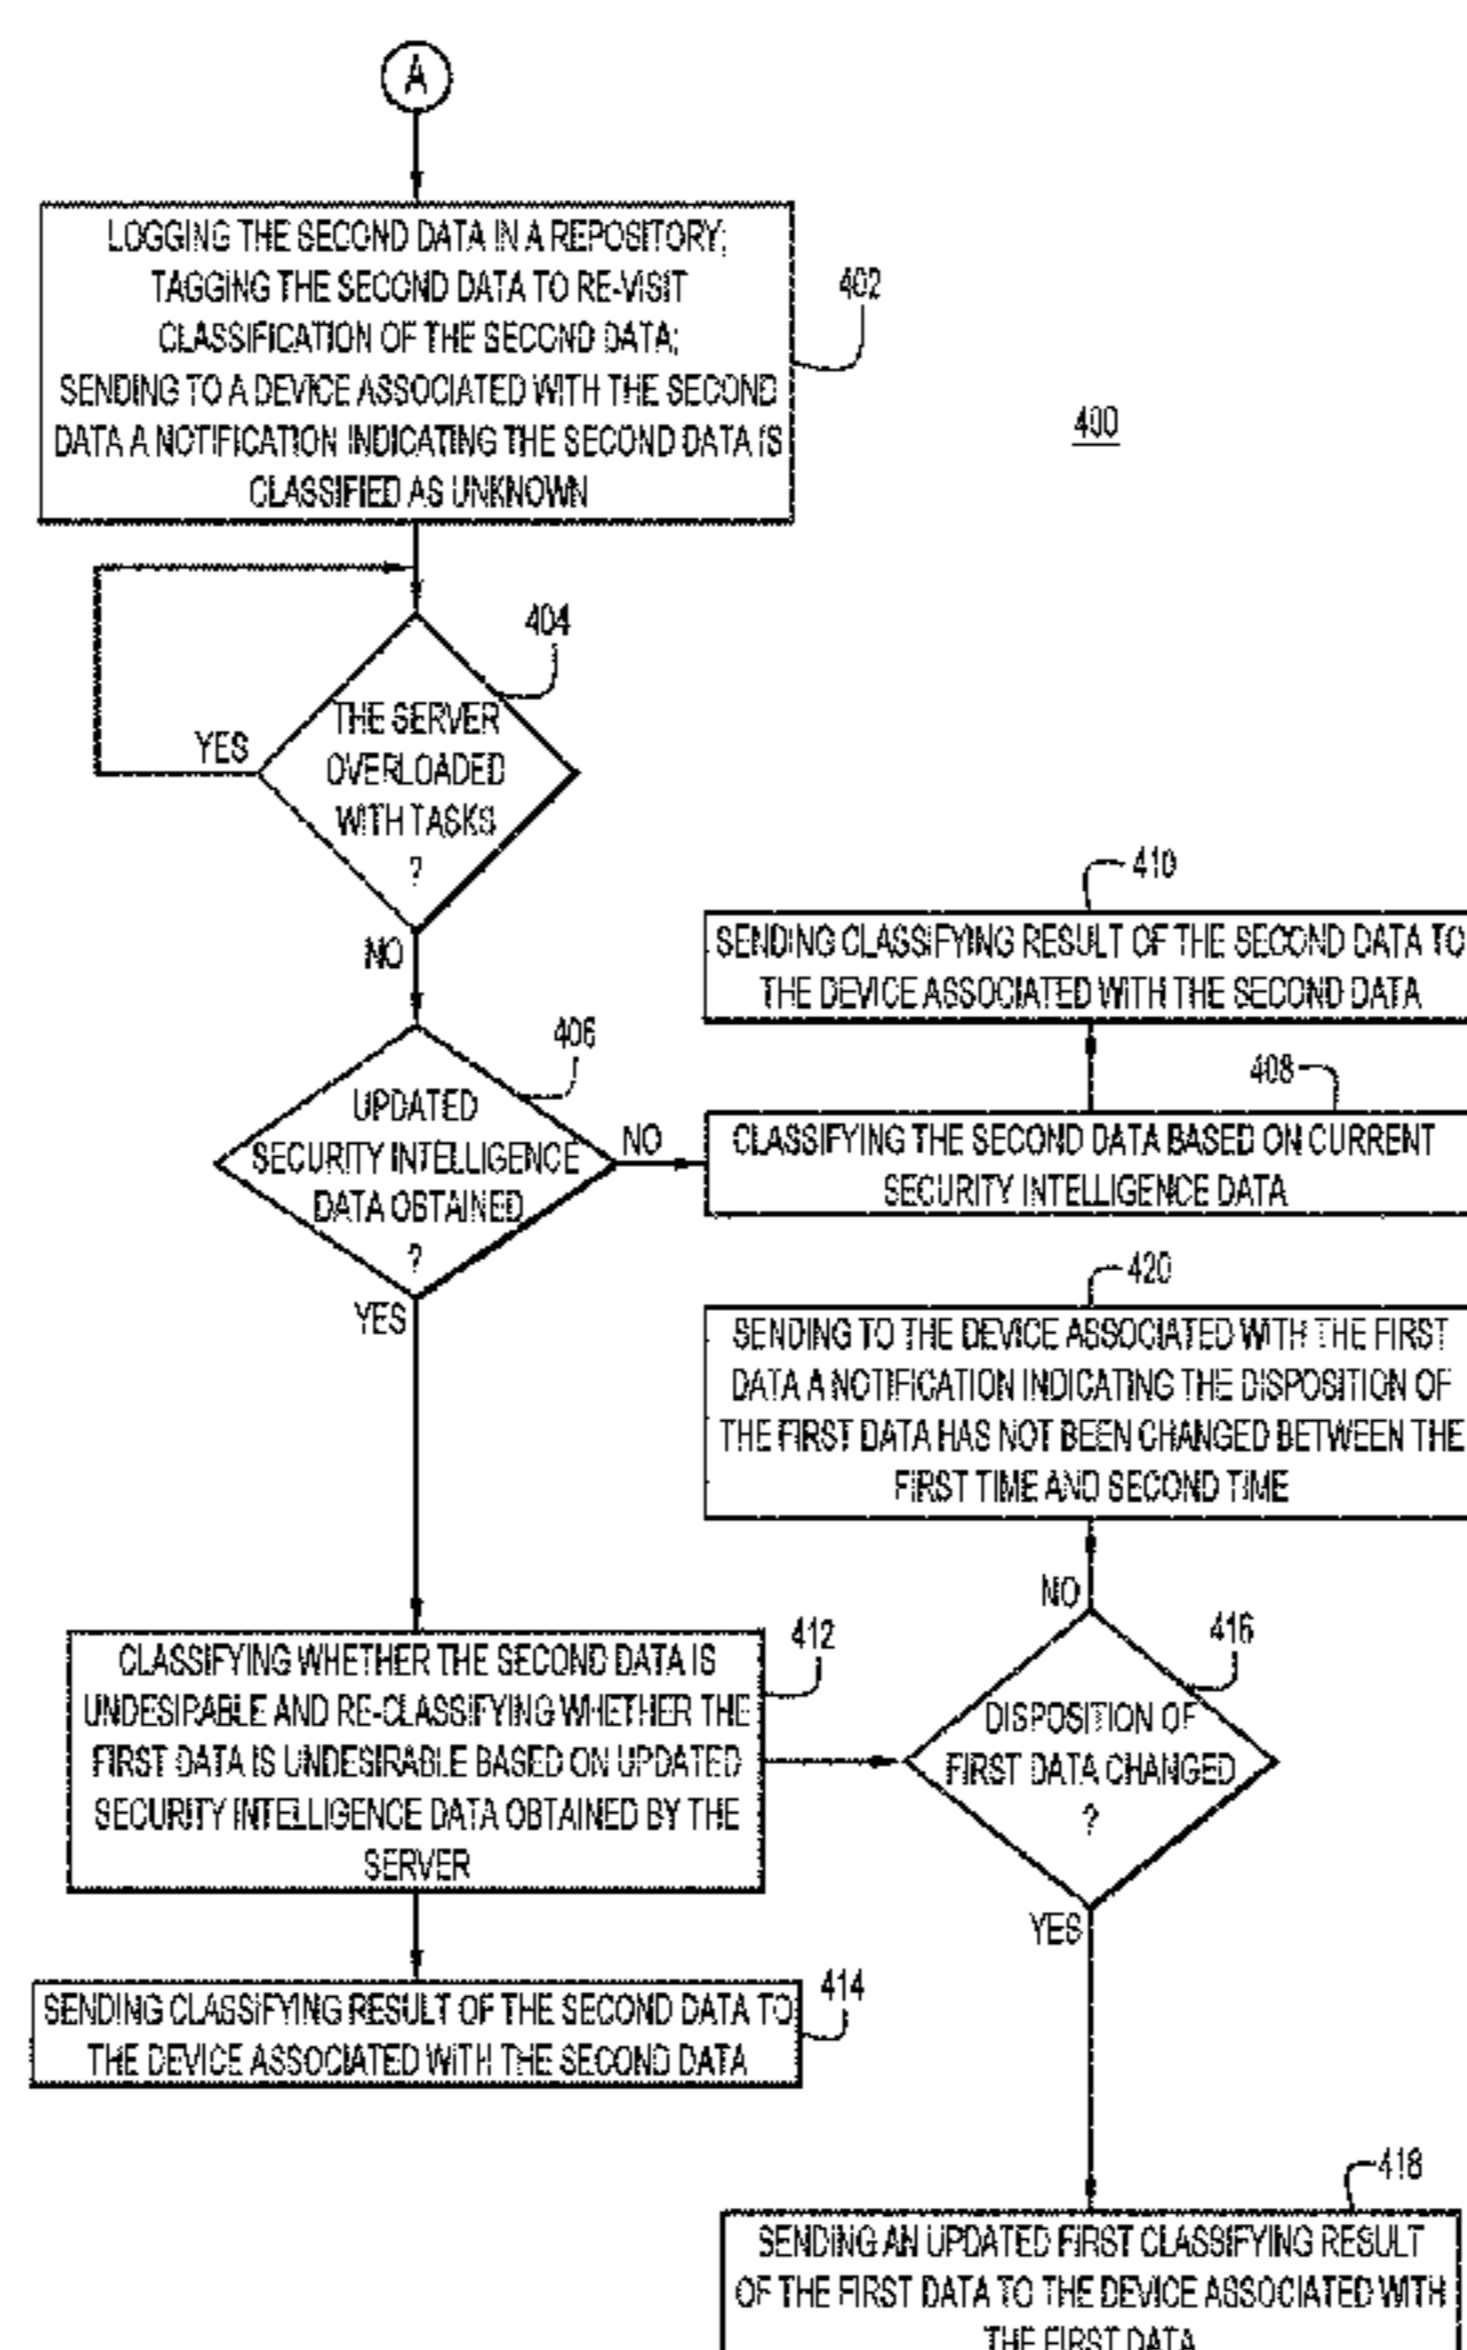 A
LOGGING THE SECOND DATA IN A REPOSITORY;
TAGGING THE SECOND DATA TO RE-VISIT
CLASSIFICATION OF THE SECOND DATA;
SENDING TO A DEVICE ASSOCIATED WITH THE SECOND
DATA A NOTIFICATION INDICATING THE SECOND DATA IS
CLASSIFIED AS UNKNOWN
402
400
404
THE SERVER
OVERLOADED
WITH TASKS
?
YES
NO
410
SENDING CLASSIFYING RESULT OF THE SECOND DATA TO
THE DEVICE ASSOCIATED WITH THE SECOND DATA
406
UPDATED
SECURITY INTELLIGENCE
DATA OBTAINED
?
NO
YES
408
CLASSIFYING THE SECOND DATA BASED ON CURRENT
SECURITY INTELLIGENCE DATA
420
SENDING TO THE DEVICE ASSOCIATED WITH THE FIRST
DATA A NOTIFICATION INDICATING THE DISPOSITION OF
THE FIRST DATA HAS NOT BEEN CHANGED BETWEEN THE
FIRST TIME AND SECOND TIME
NO
416
DISPOSITION OF
FIRST DATA CHANGED
?
YES
412
CLASSIFYING WHETHER THE SECOND DATA IS
UNDESIRABLE AND RE-CLASSIFYING WHETHER THE
FIRST DATA IS UNDESIRABLE BASED ON UPDATED
SECURITY INTELLIGENCE DATA OBTAINED BY THE
SERVER
414
SENDING CLASSIFYING RESULT OF THE SECOND DATA TO
THE DEVICE ASSOCIATED WITH THE SECOND DATA
418
SENDING AN UPDATED FIRST CLASSIFYING RESULT
OF THE FIRST DATA TO THE DEVICE ASSOCIATED WITH
THE FIRST DATA